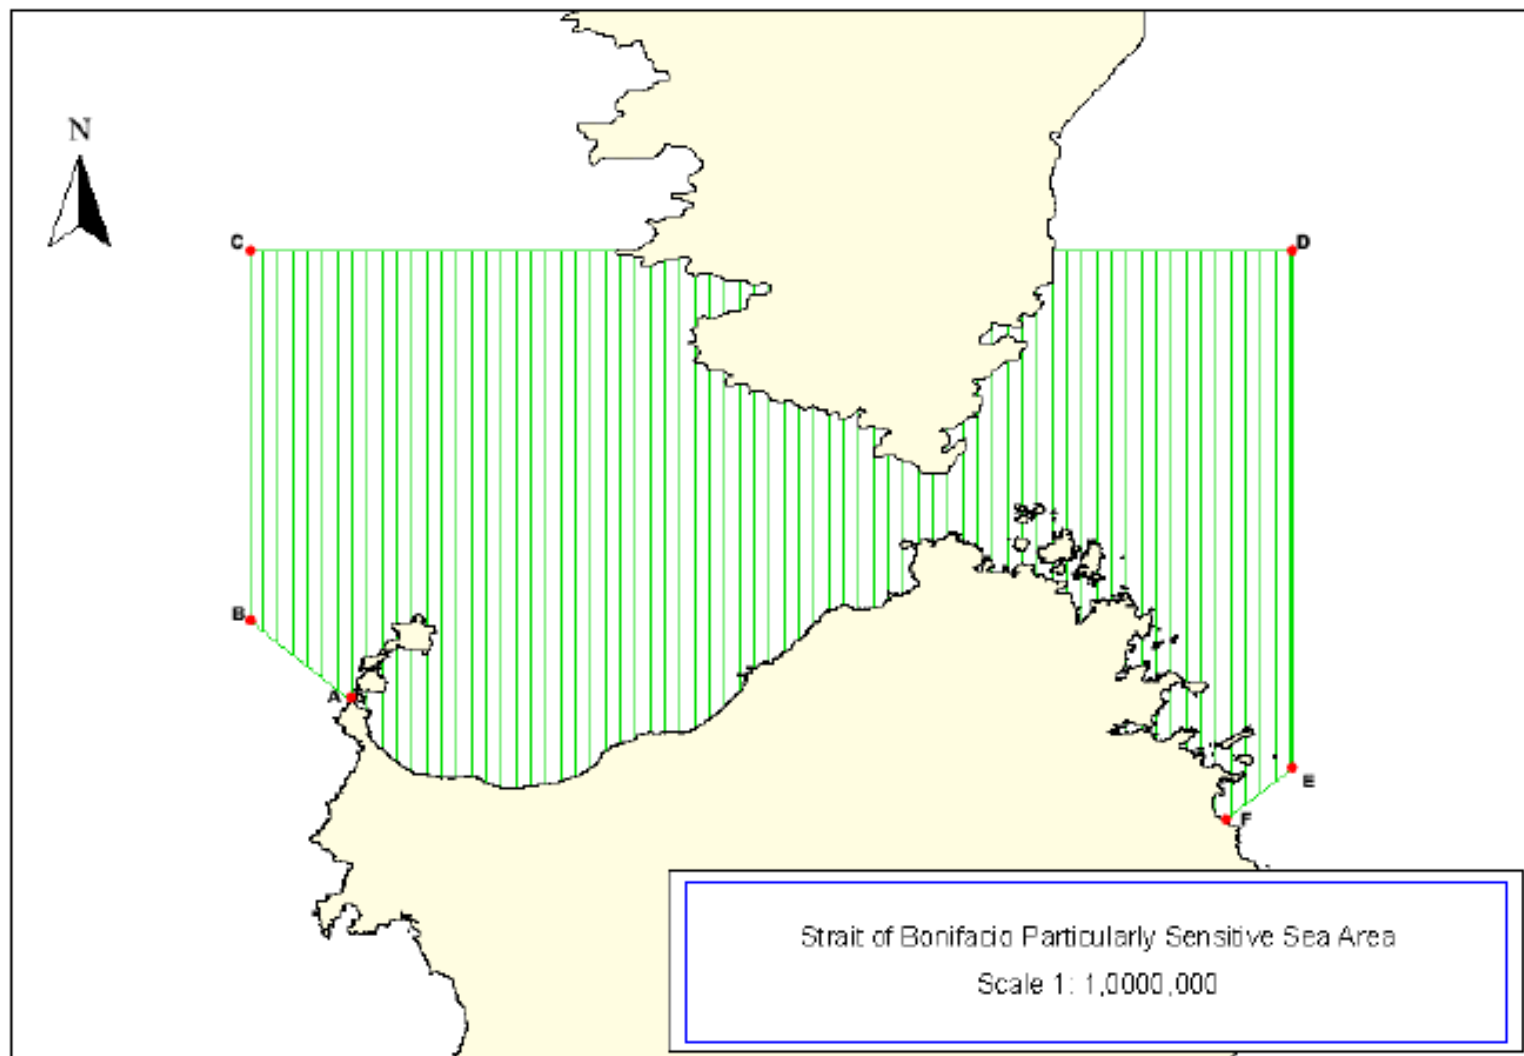 N
C
D
B
A
E
F
Strait of Bonifacio Particularly Sensitive Sea Area
Scale 1: 1,0000,000